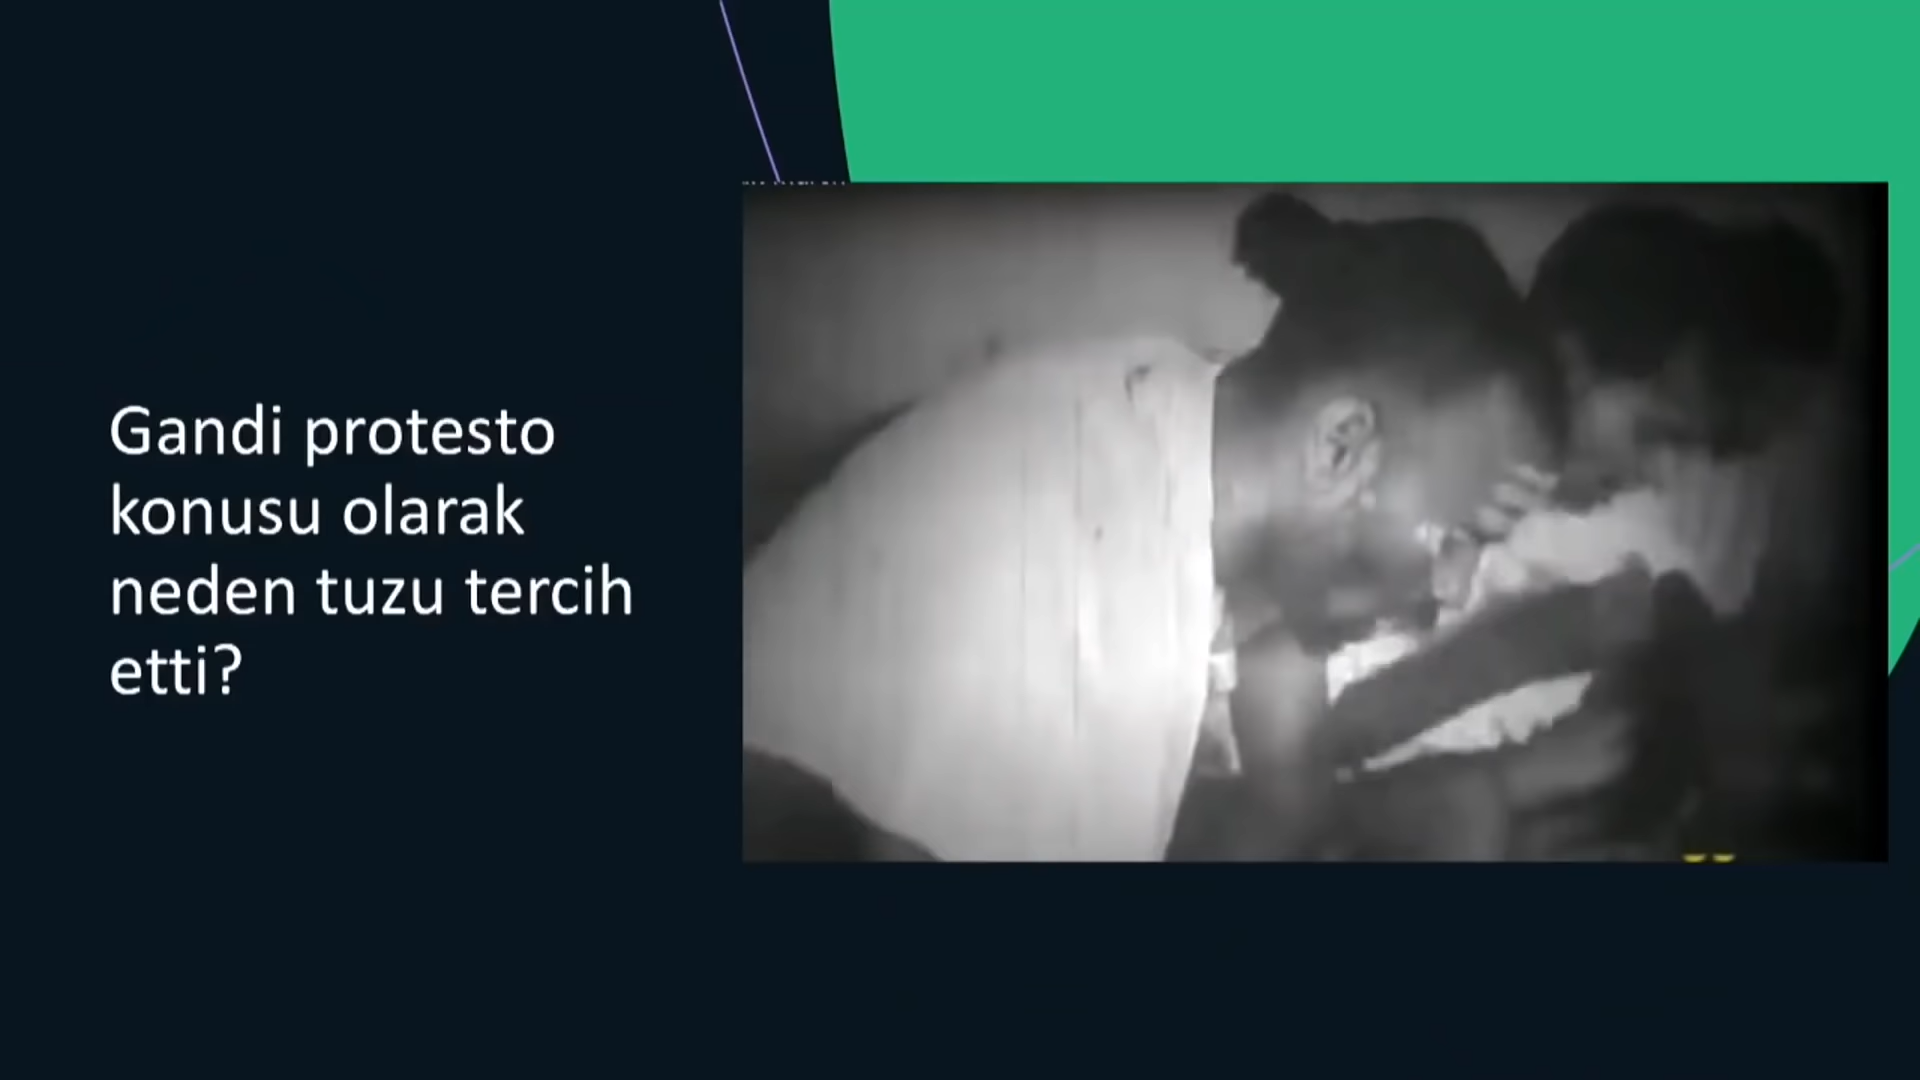 Gandi protesto
konusu olarak
neden tuzu tercih
etti?